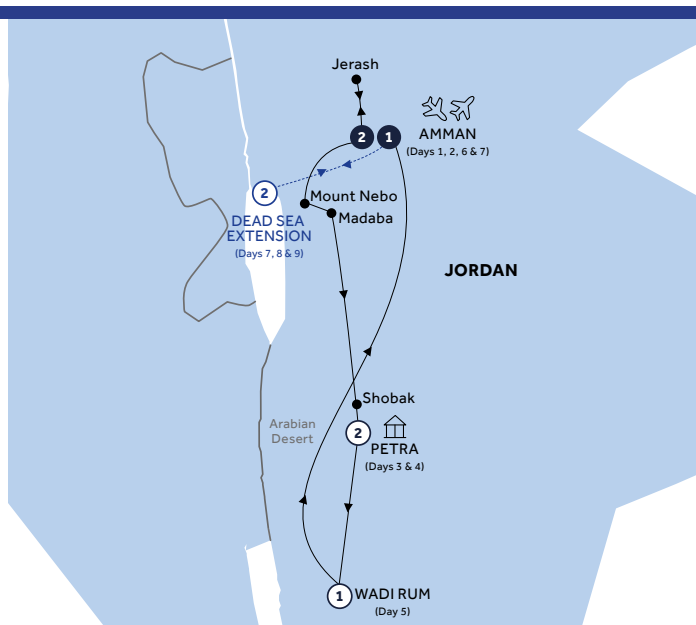 Jerash
2
1
AMMAN
(Days 1, 2, 6 & 7)
2
Mount Nebo
Madaba
DEAD SEA
EXTENSION
(Days 7, 8 & 9)
JORDAN
Shobak
Arabian
Desert
2
PETRA
(Days 3 & 4)
1
WADI RUM
(Day 5)